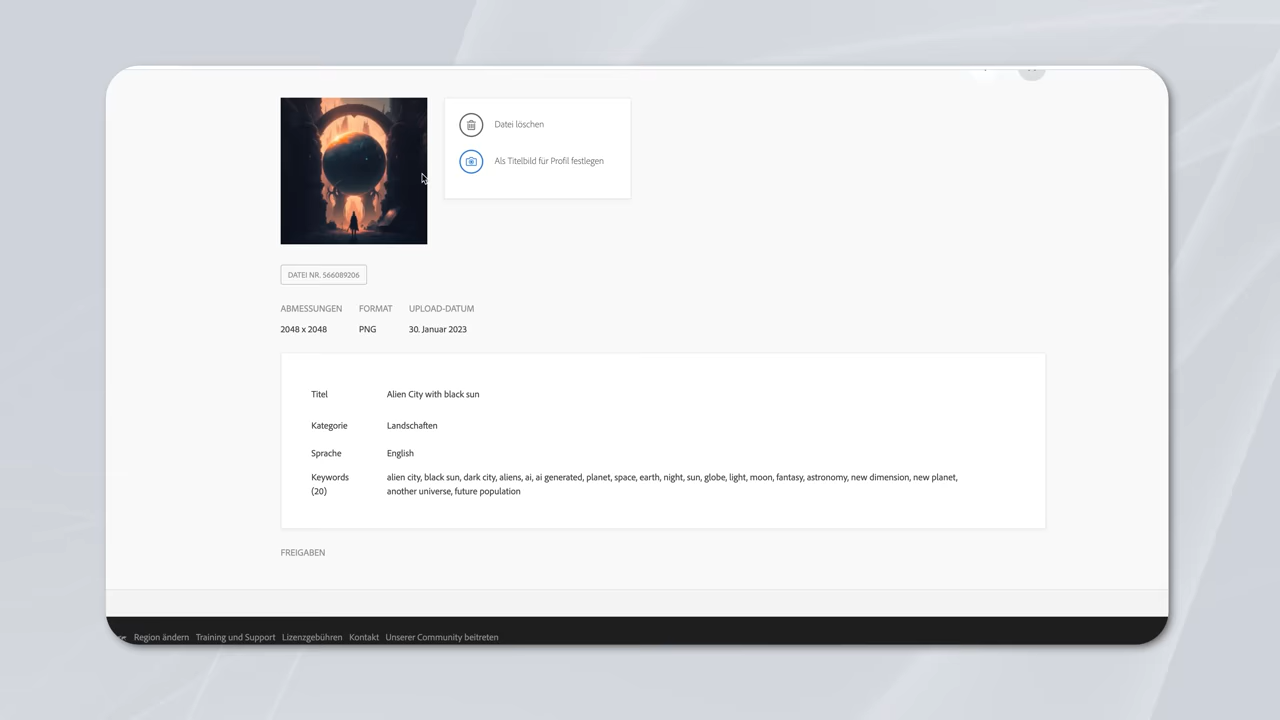 Datei löschen
Als Titelbild für Profil festlegen
DATEI NR. 566089206
ABMESSUNGEN FORMAT UPLOAD-DATUM
2048 x 2048 PNG 30. Januar 2023
Titel Alien City with black sun
Kategorie Landschaften
Sprache English
Keywords alien city, black sun, dark city, aliens, ai, ai generated, planet, space, earth, night, sun, globe, light, moon, fantasy, astronomy, new dimension, new planet,
(20) another universe, future population
FREIGABEN
Region ändern Training und Support Lizenzgebühren Kontakt Unserer Community beitreten